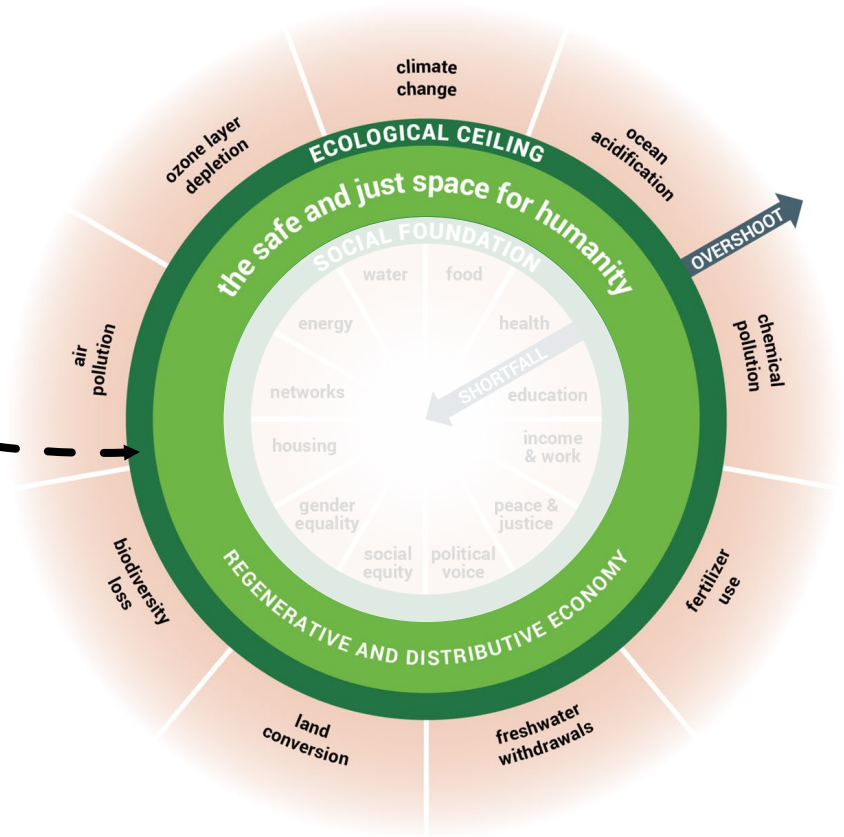 climate
change
ocean
acidification
chemical
pollution
fertilizer
use
freshwater
withdrawals
land
conversion
biodiversity
loss
air
pollution
ozone layer
depletion
OVERSHOOT
ECOLOGICAL CEILING
the safe and just space for humanity
SOCIAL FOUNDATION
water
food
energy
health
SHORTFALL
networks
education
housing
income
& work
gender
equality
peace &
justice
social
equity
political
voice
REGENERATIVE AND DISTRIBUTIVE ECONOMY